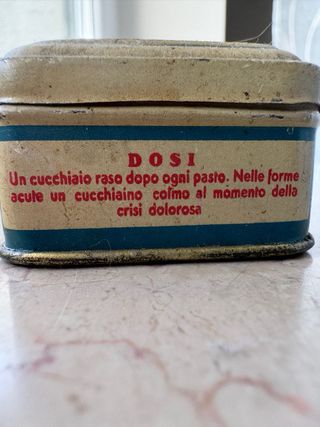 DOSI
Un cucchiaio raso dopo ogni pasto. Nelle forme
acute un cucchiaino colmo al momento della
crisi dolorosa